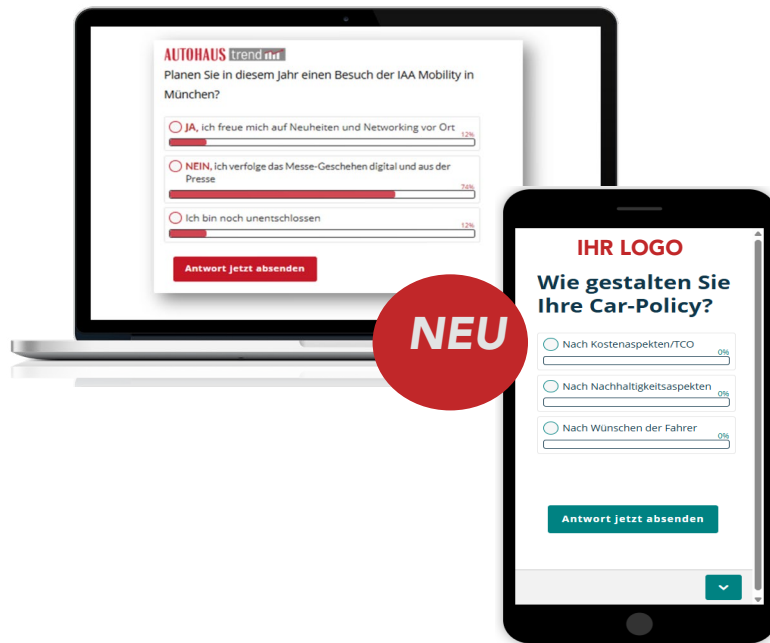 AUTOHAUS trend
Planen Sie in diesem Jahr einen Besuch der IAA Mobility in
München?
JA, ich freue mich auf Neuheiten und Networking vor Ort
12%
NEIN, ich verfolge das Messe-Geschehen digital und aus der
Presse
74%
Ich bin noch unentschlossen
12%
Antwort jetzt absenden
NEU
IHR LOGO
Wie gestalten Sie
Ihre Car-Policy?
Nach Kostenaspekten/TCO
0%
Nach Nachhaltigkeitsaspekten
0%
Nach Wünschen der Fahrer
0%
Antwort jetzt absenden